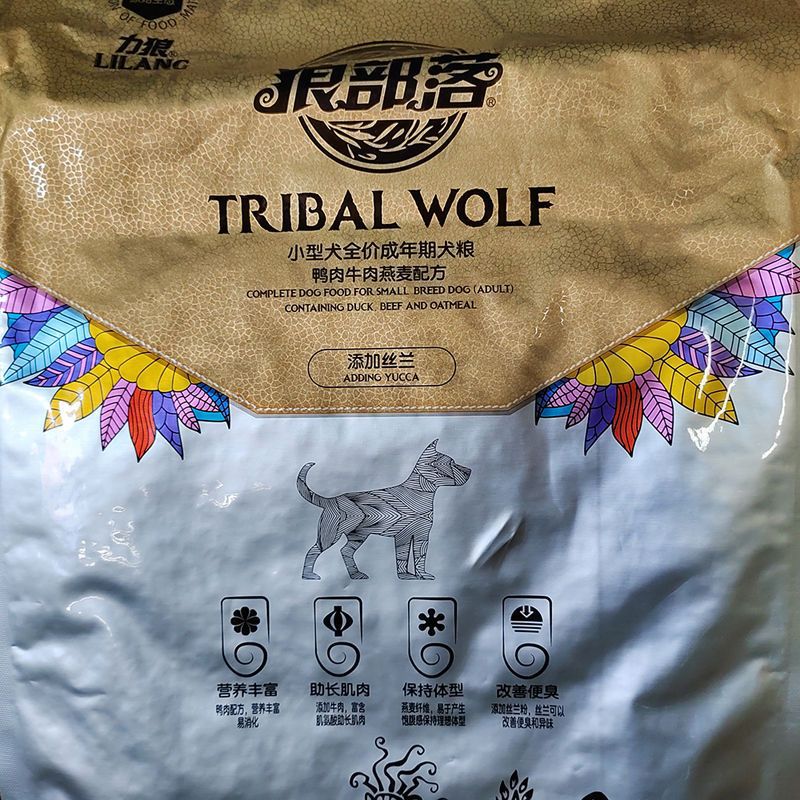 OF FOOD MAT
力狼®
LILANG
狼部落®
TRIBAL WOLF
小型犬全价成年期犬粮
鸭肉牛肉燕麦配方
COMPLETE DOG FOOD FOR SMALL BREED DOG (ADULT)
CONTAINING DUCK, BEEF AND OATMEAL
添加丝兰
ADDING YUCCA
营养丰富
鸭肉配方，营养丰富
易消化
助长肌肉
添加牛肉，富含
肌氨酸助长肌肉
保持体型
燕麦纤维，易于产生
饱腹感保持理想体型
改善便臭
添加丝兰粉，丝兰可以
改善便臭和异味